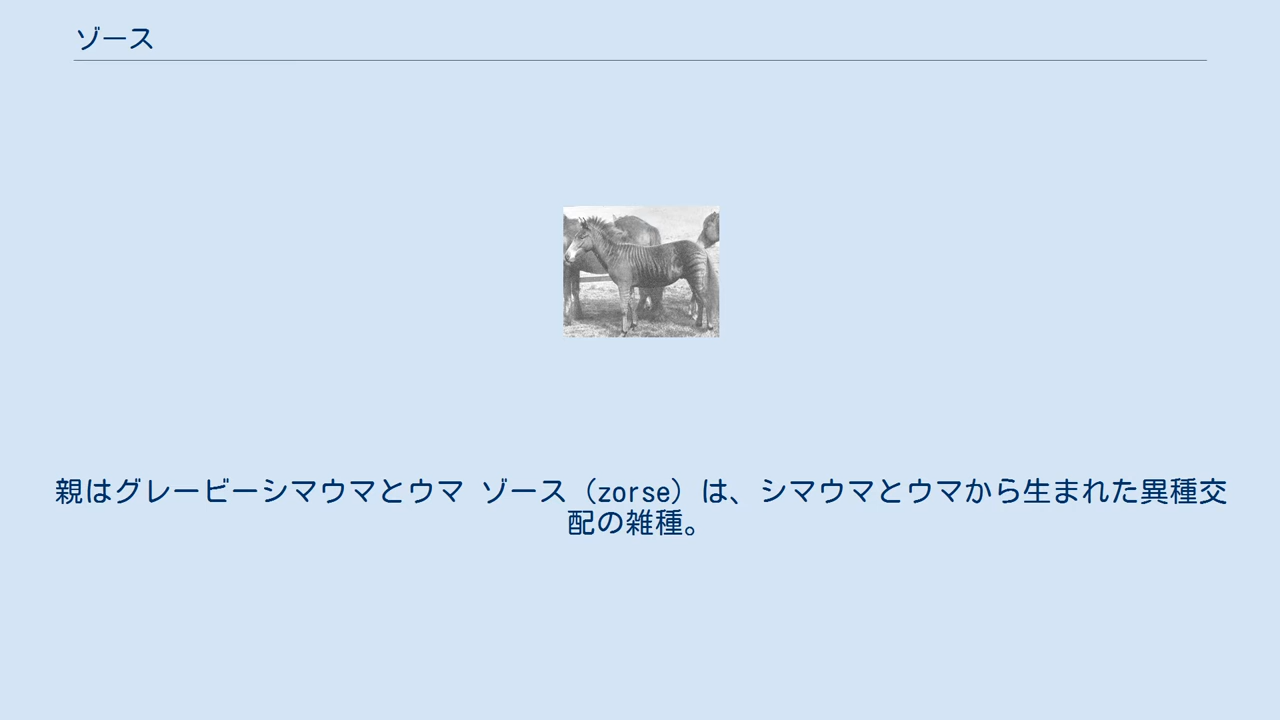 ゾース
親はグレービーシマウマとウマ ゾース（zorse）は、シマウマとウマから生まれた異種交
配の雑種。